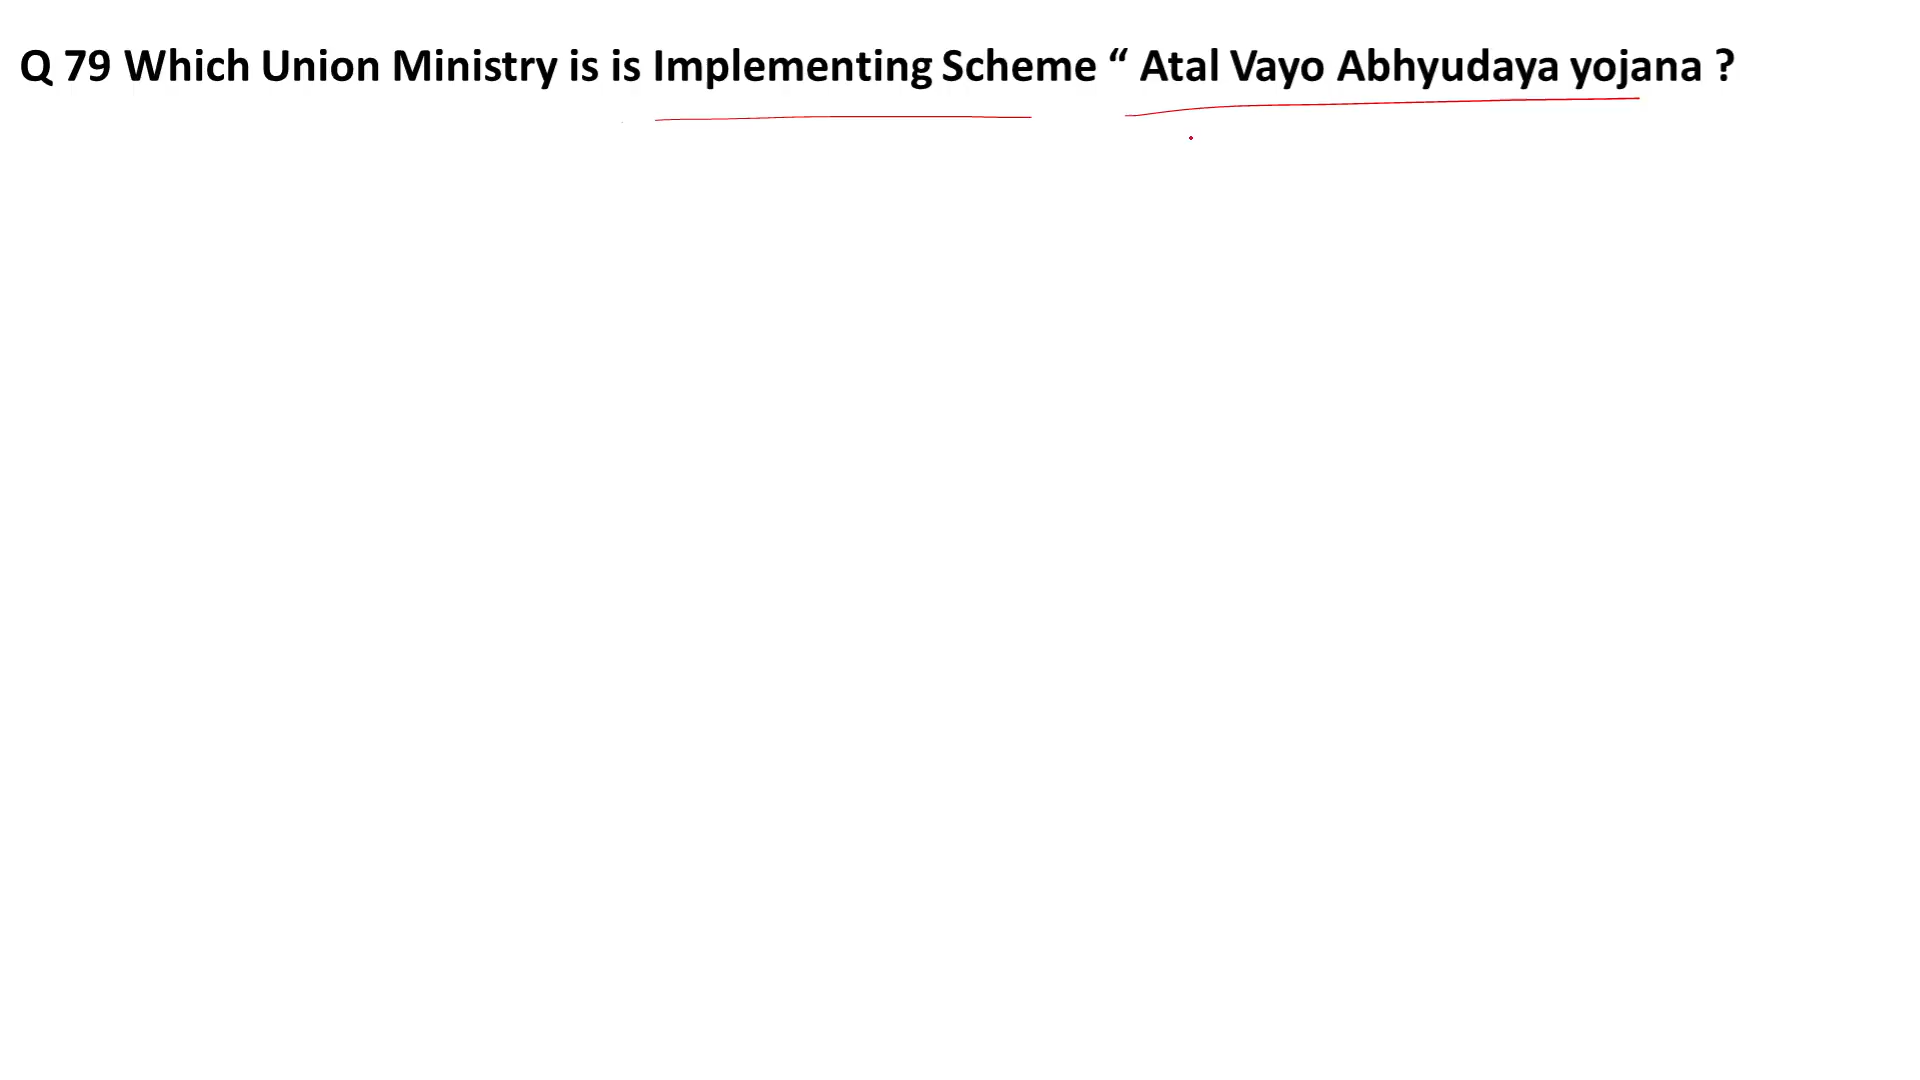 Q 79 Which Union Ministry is is Implementing Scheme “ Atal Vayo Abhyudaya yojana ?